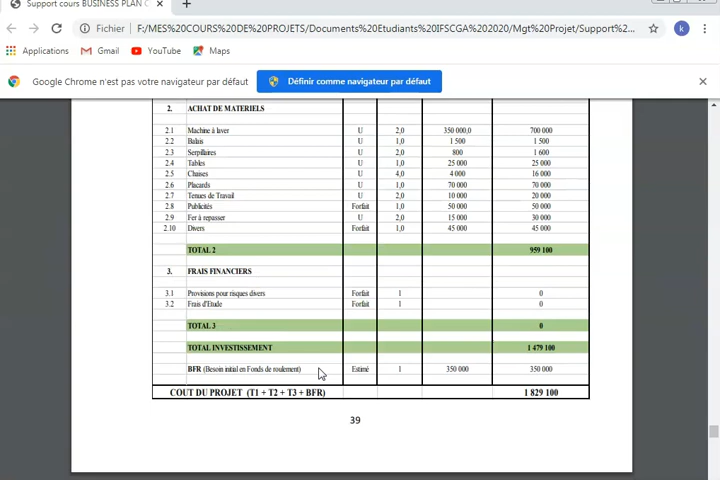 Support cours BUSINESS PLAN C
Fichier F:/MES%20COURS%20DE%20PROJETS/Documents%20Etudiants%20IFSCGA%202020/Mgt%20Projet/Support%2... k
Applications Gmail YouTube Maps
Google Chrome n'est pas votre navigateur par défaut Définir comme navigateur par défaut
2. ACHAT DE MATERIELS
2.1 Machine à laver U 2,0 350 000,0 700 000
2.2 Balais U 1,0 1 500 1 500
2.3 Serpillaires U 2,0 800 1 600
2.4 Tables U 1,0 25 000 25 000
2.5 Chaises U 4,0 4 000 16 000
2.6 Placards U 1,0 70 000 70 000
2.7 Tenues de Travail U 2,0 10 000 20 000
2.8 Publicités Forfait 1,0 50 000 50 000
2.9 Fer à repasser U 2,0 15 000 30 000
2.10 Divers Forfait 1,0 45 000 45 000
TOTAL 2 959 100
3. FRAIS FINANCIERS
3.1 Provisions pour risques divers Forfait 1 0
3.2 Frais d'Etude Forfait 1 0
TOTAL 3 0
TOTAL INVESTISSEMENT 1 479 100
BFR (Besoin intial en Fonds de roulement) Estimé 1 350 000 350 000
COUT DU PROJET (T1 + T2 + T3 + BFR) 1 829 100
39